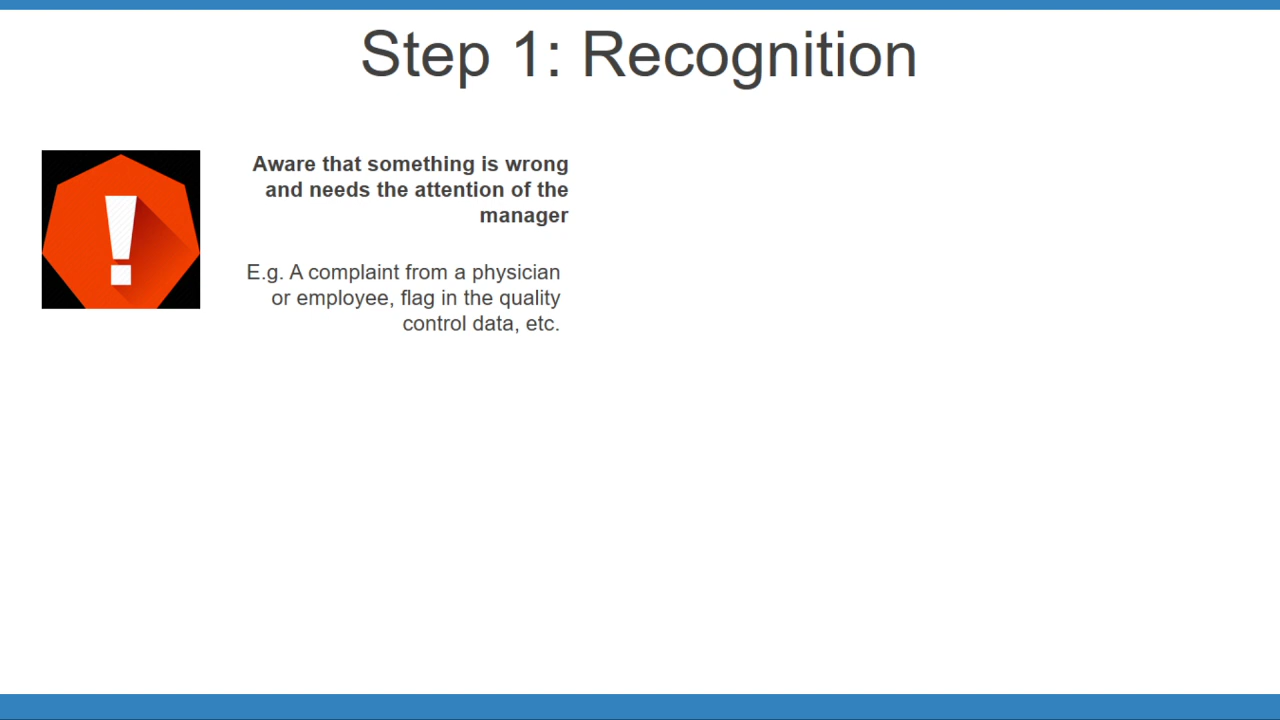 Step 1: Recognition
Aware that something is wrong
and needs the attention of the
manager
E.g. A complaint from a physician
or employee, flag in the quality
control data, etc.